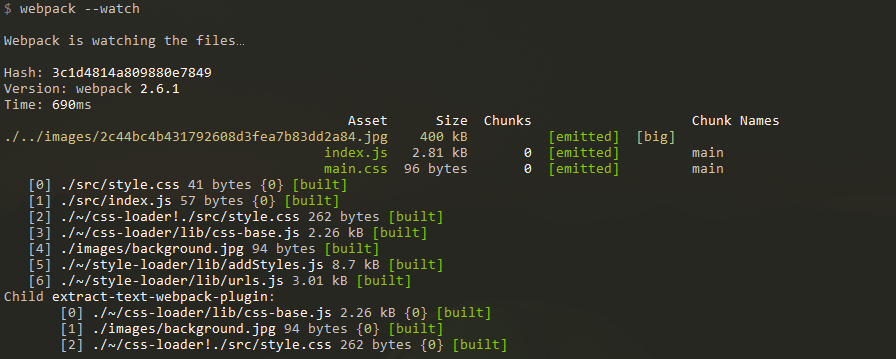 $ webpack --watch
Webpack is watching the files…
Hash: 3c1d4814a809880e7849
Version: webpack 2.6.1
Time: 690ms
Asset Size Chunks Chunk Names
./../images/2c44bc4b431792608d3fea7b83dd2a84.jpg 400 kB [emitted] [big]
index.js 2.81 kB 0 [emitted] main
main.css 96 bytes 0 [emitted] main
[0] ./src/style.css 41 bytes {0} [built]
[1] ./src/index.js 57 bytes {0} [built]
[2] ./~/css-loader!./src/style.css 262 bytes [built]
[3] ./~/css-loader/lib/css-base.js 2.26 kB [built]
[4] ./images/background.jpg 94 bytes [built]
[5] ./~/style-loader/lib/addStyles.js 8.7 kB [built]
[6] ./~/style-loader/lib/urls.js 3.01 kB [built]
Child extract-text-webpack-plugin:
[0] ./~/css-loader/lib/css-base.js 2.26 kB {0} [built]
[1] ./images/background.jpg 94 bytes {0} [built]
[2] ./~/css-loader!./src/style.css 262 bytes {0} [built]